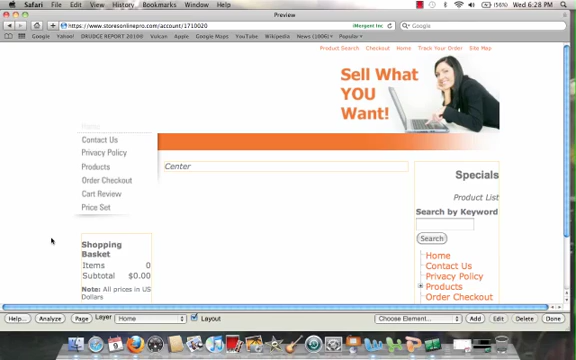 Safari File Edit View History Bookmarks Window Help
Wed 6:28 PM
Preview
https://www.storesonlinepro.com/account/1710020
iMergent Inc.
Google
Google Yahoo! DRUDGE REPORT 2010® Vulcan Apple Google Maps YouTube Wikipedia News (1006) Popular
Product Search Checkout Home Track Your Order Site Map
Sell What
YOU
Want!
Home
Contact Us
Privacy Policy
Products
Order Checkout
Cart Review
Price Set
Center
Specials
Product List
Search by Keyword
Search
Home
Contact Us
Privacy Policy
Products
Order Checkout
Shopping
Basket
Items 0
Subtotal $0.00
Note: All prices in US
Dollars
Help... Analyze Page Layer Home Layout Choose Element... Add Edit Delete Done